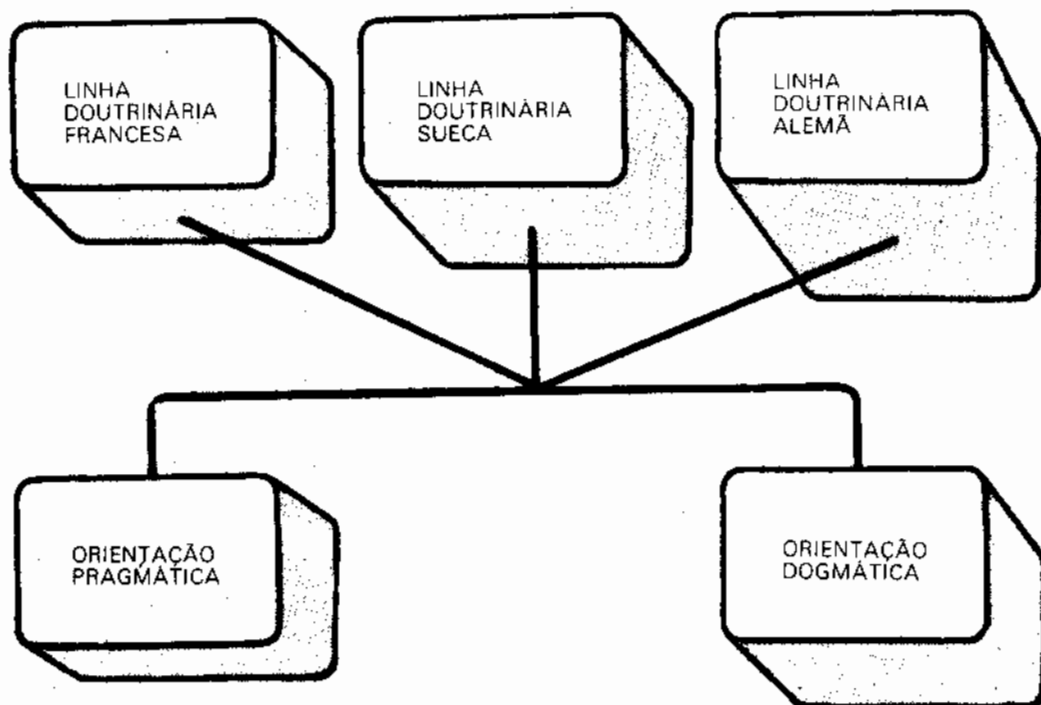 LINHA
DOUTRINÁRIA
FRANCESA
LINHA
DOUTRINÁRIA
SUECA
LINHA
DOUTRINÁRIA
ALEMÃ
ORIENTAÇÃO
PRAGMÁTICA
ORIENTAÇÃO
DOGMÁTICA